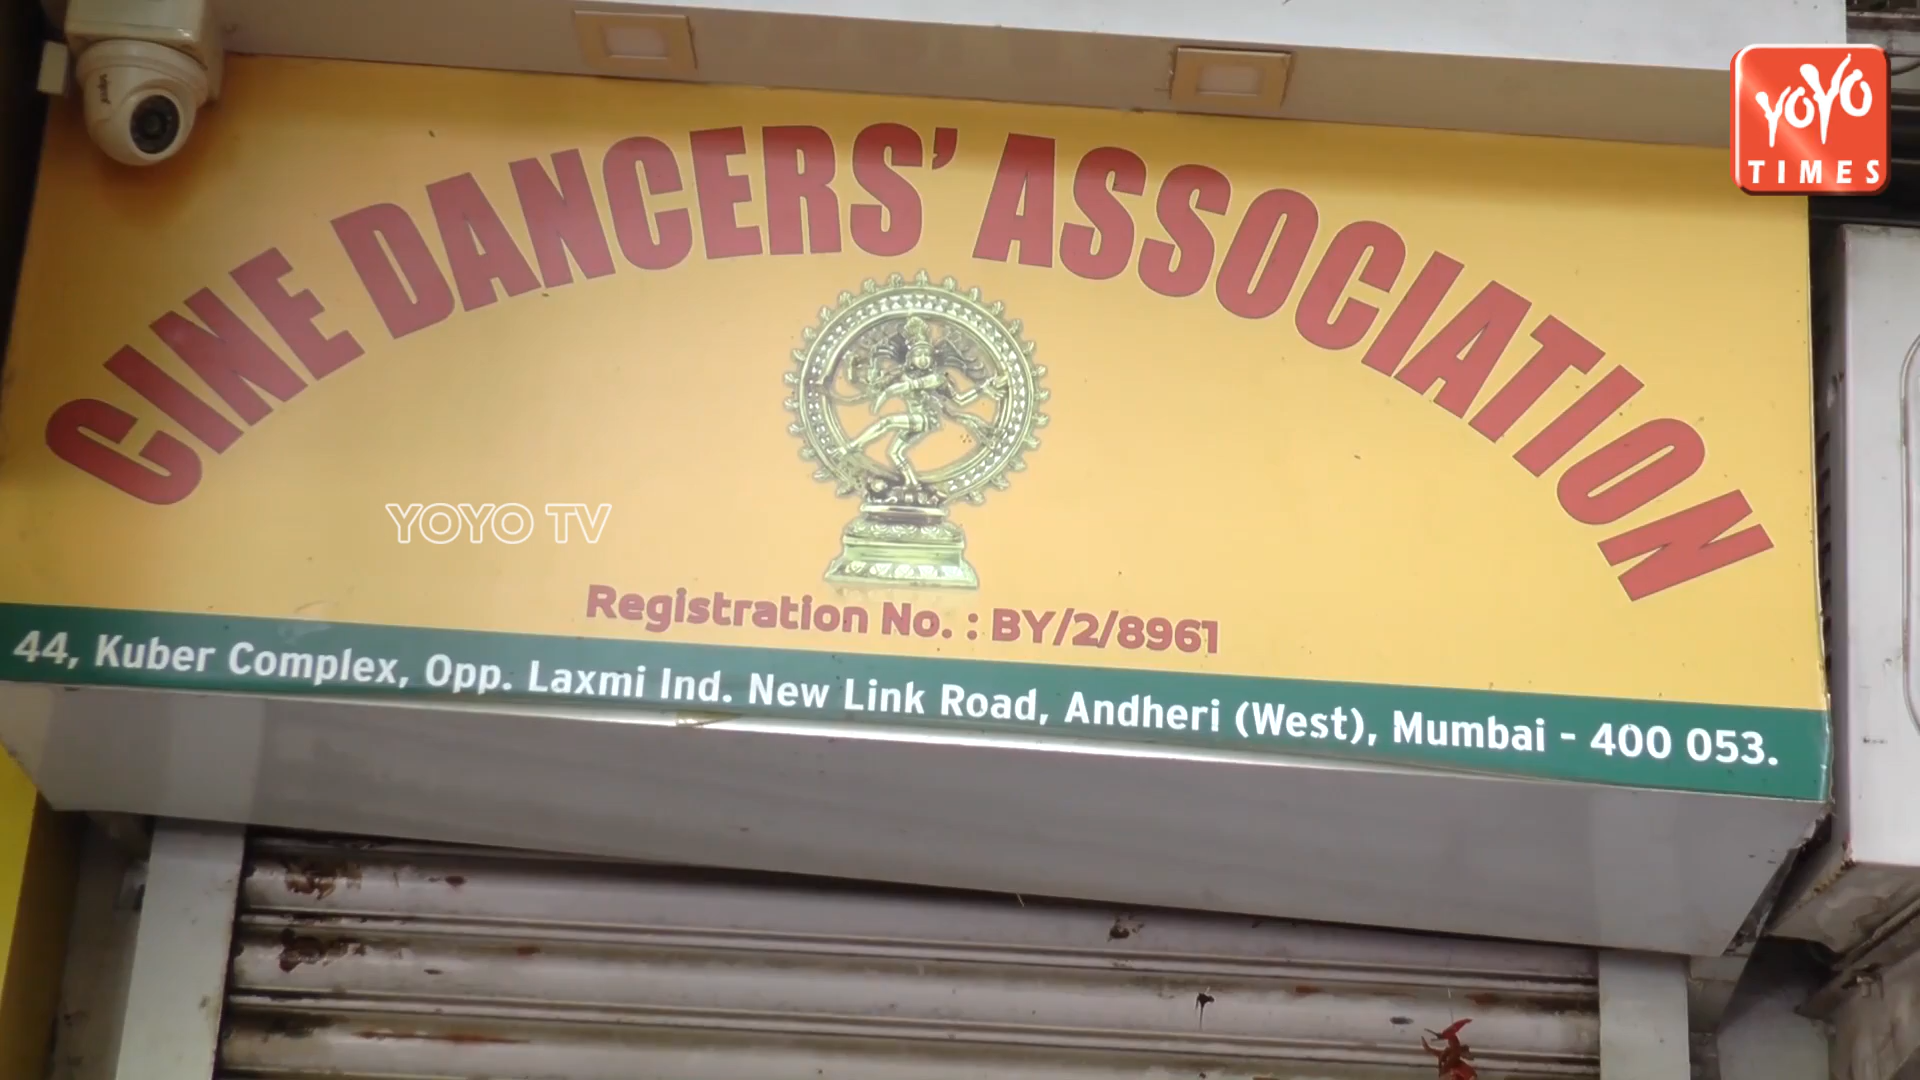 YOYO
TIMES
CINE DANCERS' ASSOCIATION
YOYO TV
Registration No. : BY/2/8961
44, Kuber Complex, Opp. Laxmi Ind. New Link Road, Andheri (West), Mumbai - 400 053.